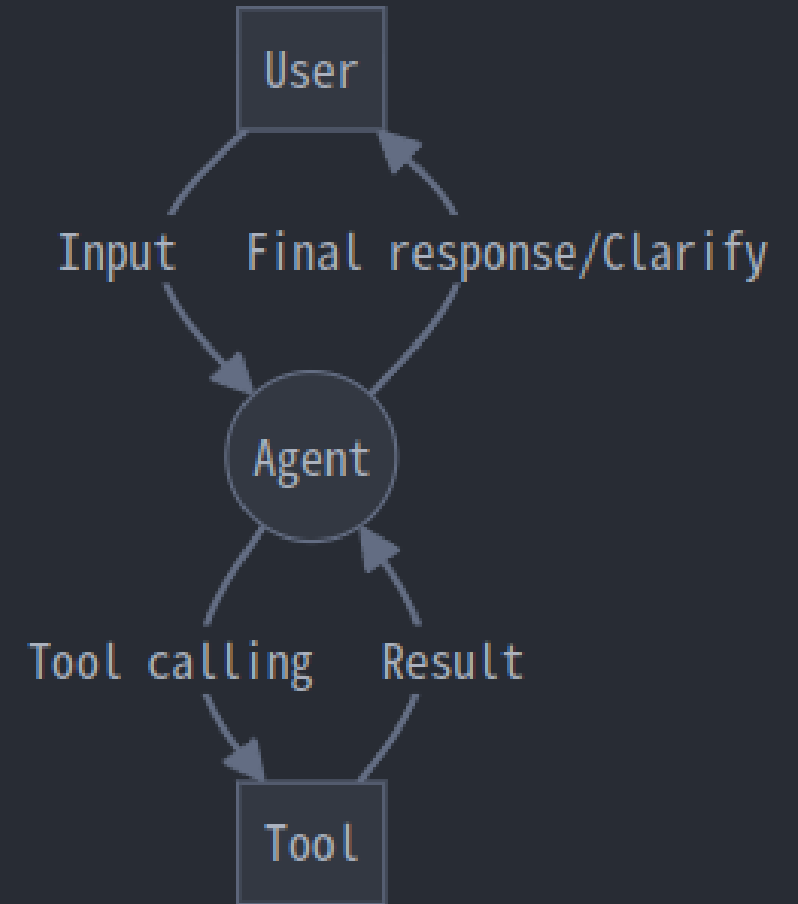 User
Input
Final response/Clarify
Agent
Tool calling
Result
Tool